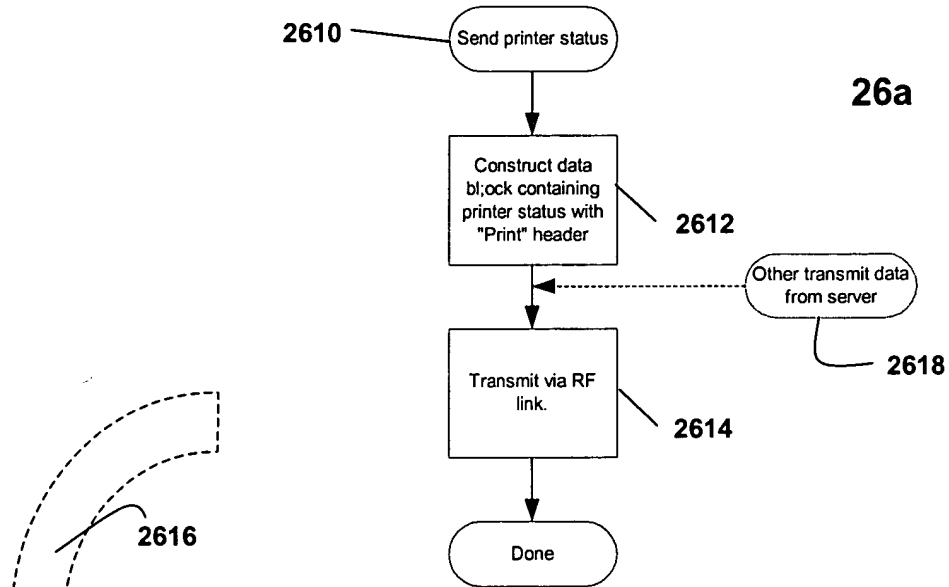 2610
Send printer status
26a
Construct data
bl;ock containing
printer status with
"Print" header
2612
Other transmit data
from server
2618
Transmit via RF
link.
2614
2616
Done